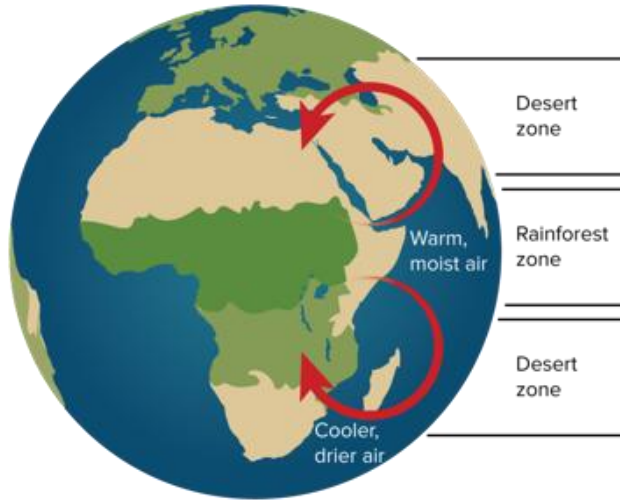 Desert
zone
Warm,
moist air
Rainforest
zone
Desert
zone
Cooler,
drier air